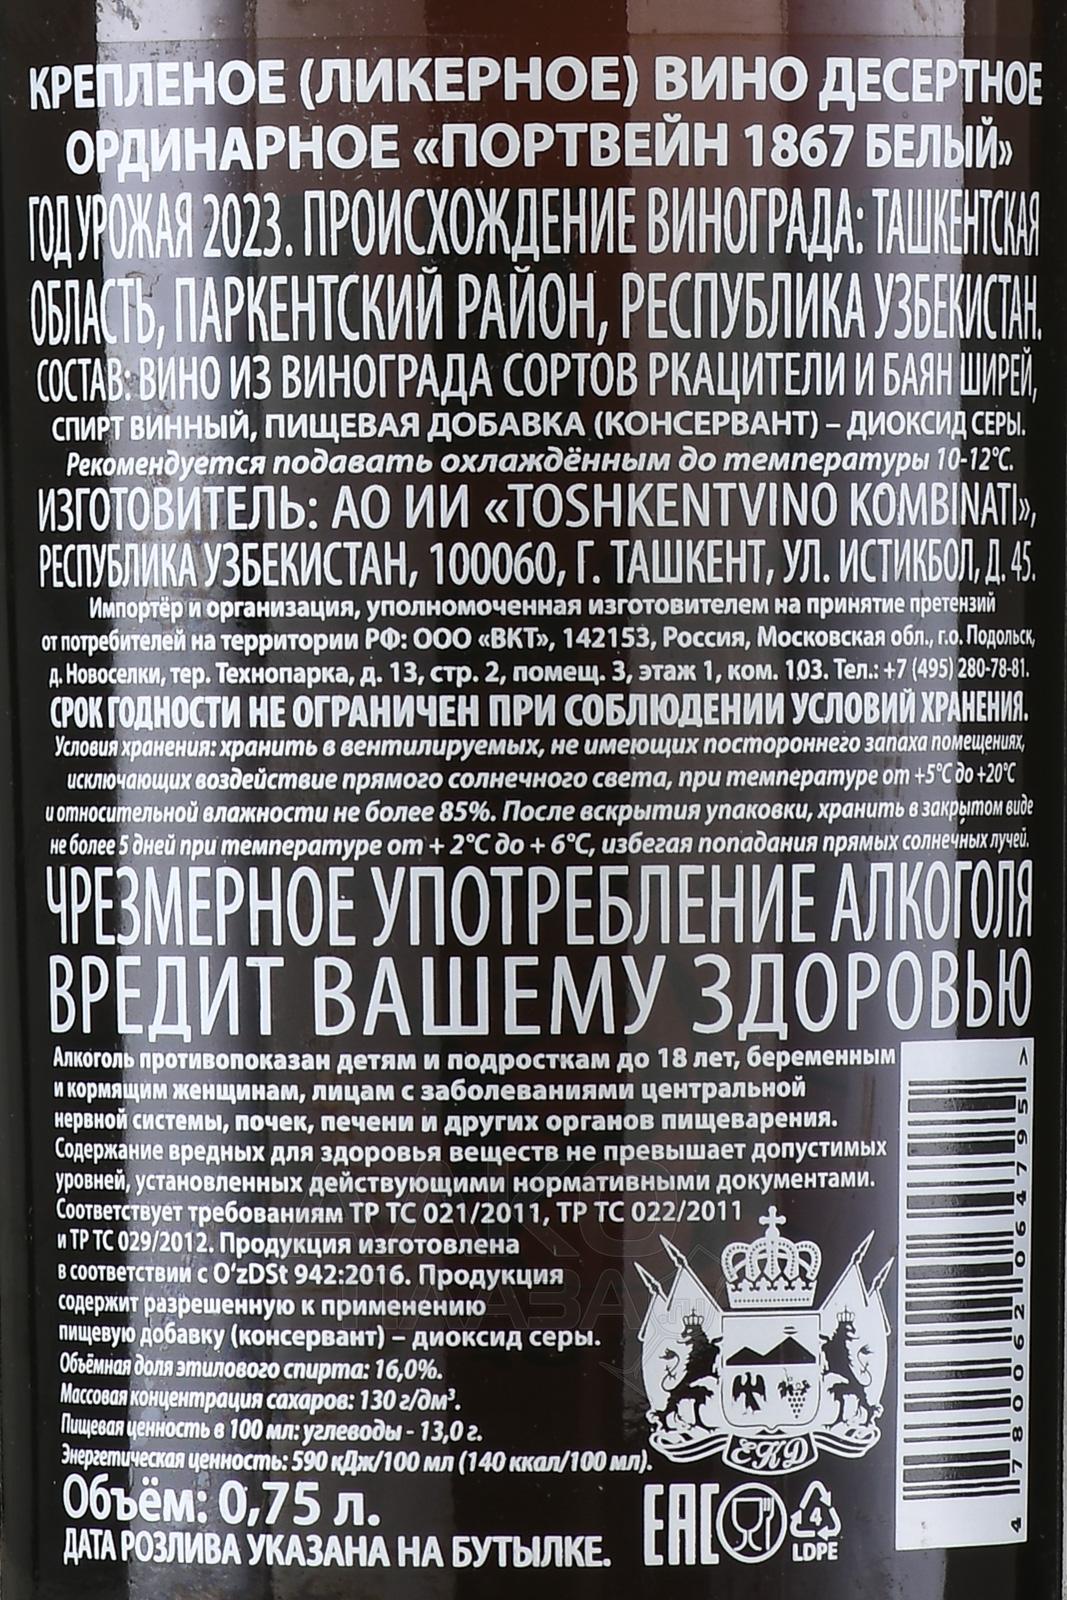 КРЕПЛЕНОЕ (ЛИКЕРНОЕ) ВИНО ДЕСЕРТНОЕ
ОРДИНАРНОЕ «ПОРТВЕЙН 1867 БЕЛЫЙ»
ГОД УРОЖАЯ 2023. ПРОИСХОЖДЕНИЕ ВИНОГРАДА: ТАШКЕНТСКАЯ
ОБЛАСТЬ, ПАРКЕНТСКИЙ РАЙОН, РЕСПУБЛИКА УЗБЕКИСТАН.
СОСТАВ: ВИНО ИЗ ВИНОГРАДА СОРТОВ РКАЦИТЕЛИ И БАЯН ШИРЕЙ,
СПИРТ ВИННЫЙ, ПИЩЕВАЯ ДОБАВКА (КОНСЕРВАНТ) – ДИОКСИД СЕРЫ.
Рекомендуется подавать охлаждённым до температуры 10-12°С.
ИЗГОТОВИТЕЛЬ: АО ИИ «TOSHKENTVINO KOMBINATI»,
РЕСПУБЛИКА УЗБЕКИСТАН, 100060, Г. ТАШКЕНТ, УЛ. ИСТИКБОЛ, Д. 45.
Импортёр и организация, уполномоченная изготовителем на принятие претензий
от потребителей на территории РФ: ООО «ВКТ», 142153, Россия, Московская обл., г.о. Подольск,
д. Новоселки, тер. Технопарка, д. 13, стр. 2, помещ. 3, этаж 1, ком. 103. Тел.: +7 (495) 280-78-81.
СРОК ГОДНОСТИ НЕ ОГРАНИЧЕН ПРИ СОБЛЮДЕНИИ УСЛОВИЙ ХРАНЕНИЯ.
Условия хранения: хранить в вентилируемых, не имеющих постороннего запаха помещениях,
исключающих воздействие прямого солнечного света, при температуре от +5°С до +20°С
и относительной влажности не более 85%. После вскрытия упаковки, хранить в закрытом виде
не более 5 дней при температуре от + 2°С до + 6°С, избегая попадания прямых солнечных лучей.
ЧРЕЗМЕРНОЕ УПОТРЕБЛЕНИЕ АЛКОГОЛЯ
ВРЕДИТ ВАШЕМУ ЗДОРОВЬЮ
Алкоголь противопоказан детям и подросткам до 18 лет, беременным
и кормящим женщинам, лицам с заболеваниями центральной
нервной системы, почек, печени и других органов пищеварения.
Содержание вредных для здоровья веществ не превышает допустимых
уровней, установленных действующими нормативными документами.
Соответствует требованиям ТР ТС 021/2011, ТР ТС 022/2011
и ТР ТС 029/2012. Продукция изготовлена
в соответствии с O‘zDSt 942:2016. Продукция
содержит разрешенную к применению
пищевую добавку (консервант) – диоксид серы.
Объёмная доля этилового спирта: 16,0%.
Массовая концентрация сахаров: 130 г/дм³.
Пищевая ценность в 100 мл: углеводы - 13,0 г.
Энергетическая ценность: 590 кДж/100 мл (140 ккал/100 мл).
Объём: 0,75 л.
ДАТА РОЗЛИВА УКАЗАНА НА БУТЫЛКЕ.
ЕКД
EAC
4
LDPE
4 780062 064795 >
АЛКО
ПЛАЗА
.ru